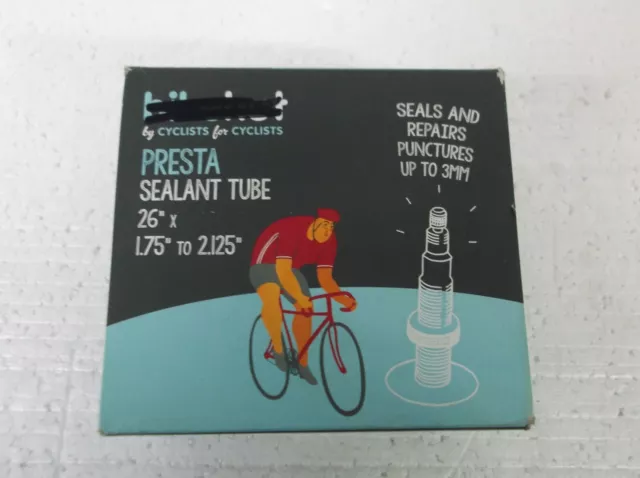 by CYCLISTS for CYCLISTS
PRESTA
SEALANT TUBE
26" x
1.75" TO 2.125"
SEALS AND
REPAIRS
PUNCTURES
UP TO 3MM